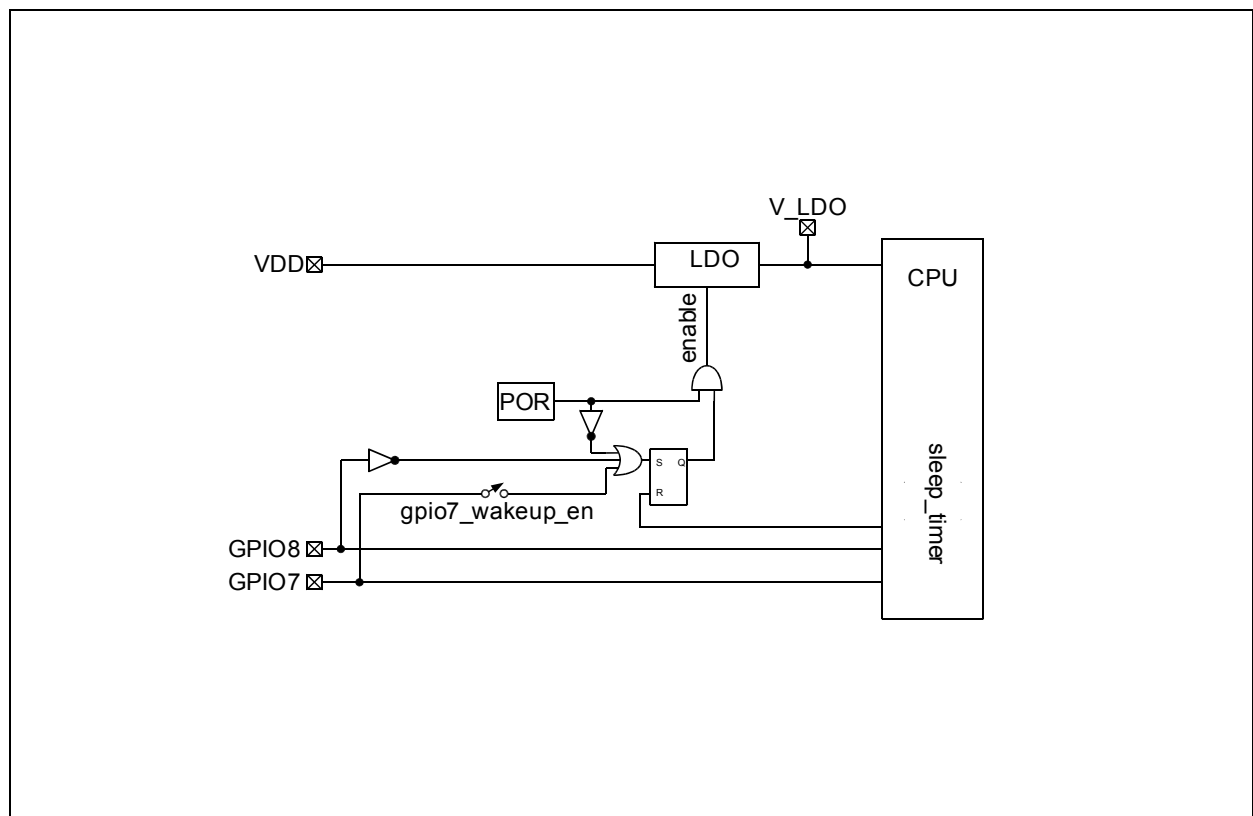 V_LDO
VDD
LDO
CPU
enable
POR
S
Q
R
gpio7_wakeup_en
sleep_timer
GPIO8
GPIO7